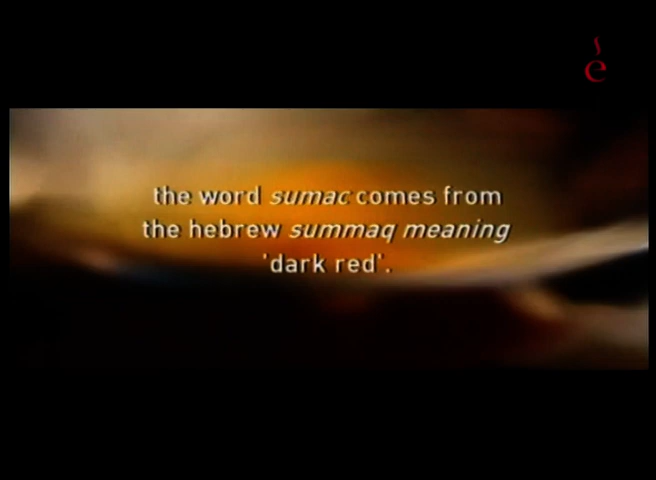 the word sumac comes from
the hebrew summaq meaning
'dark red'.